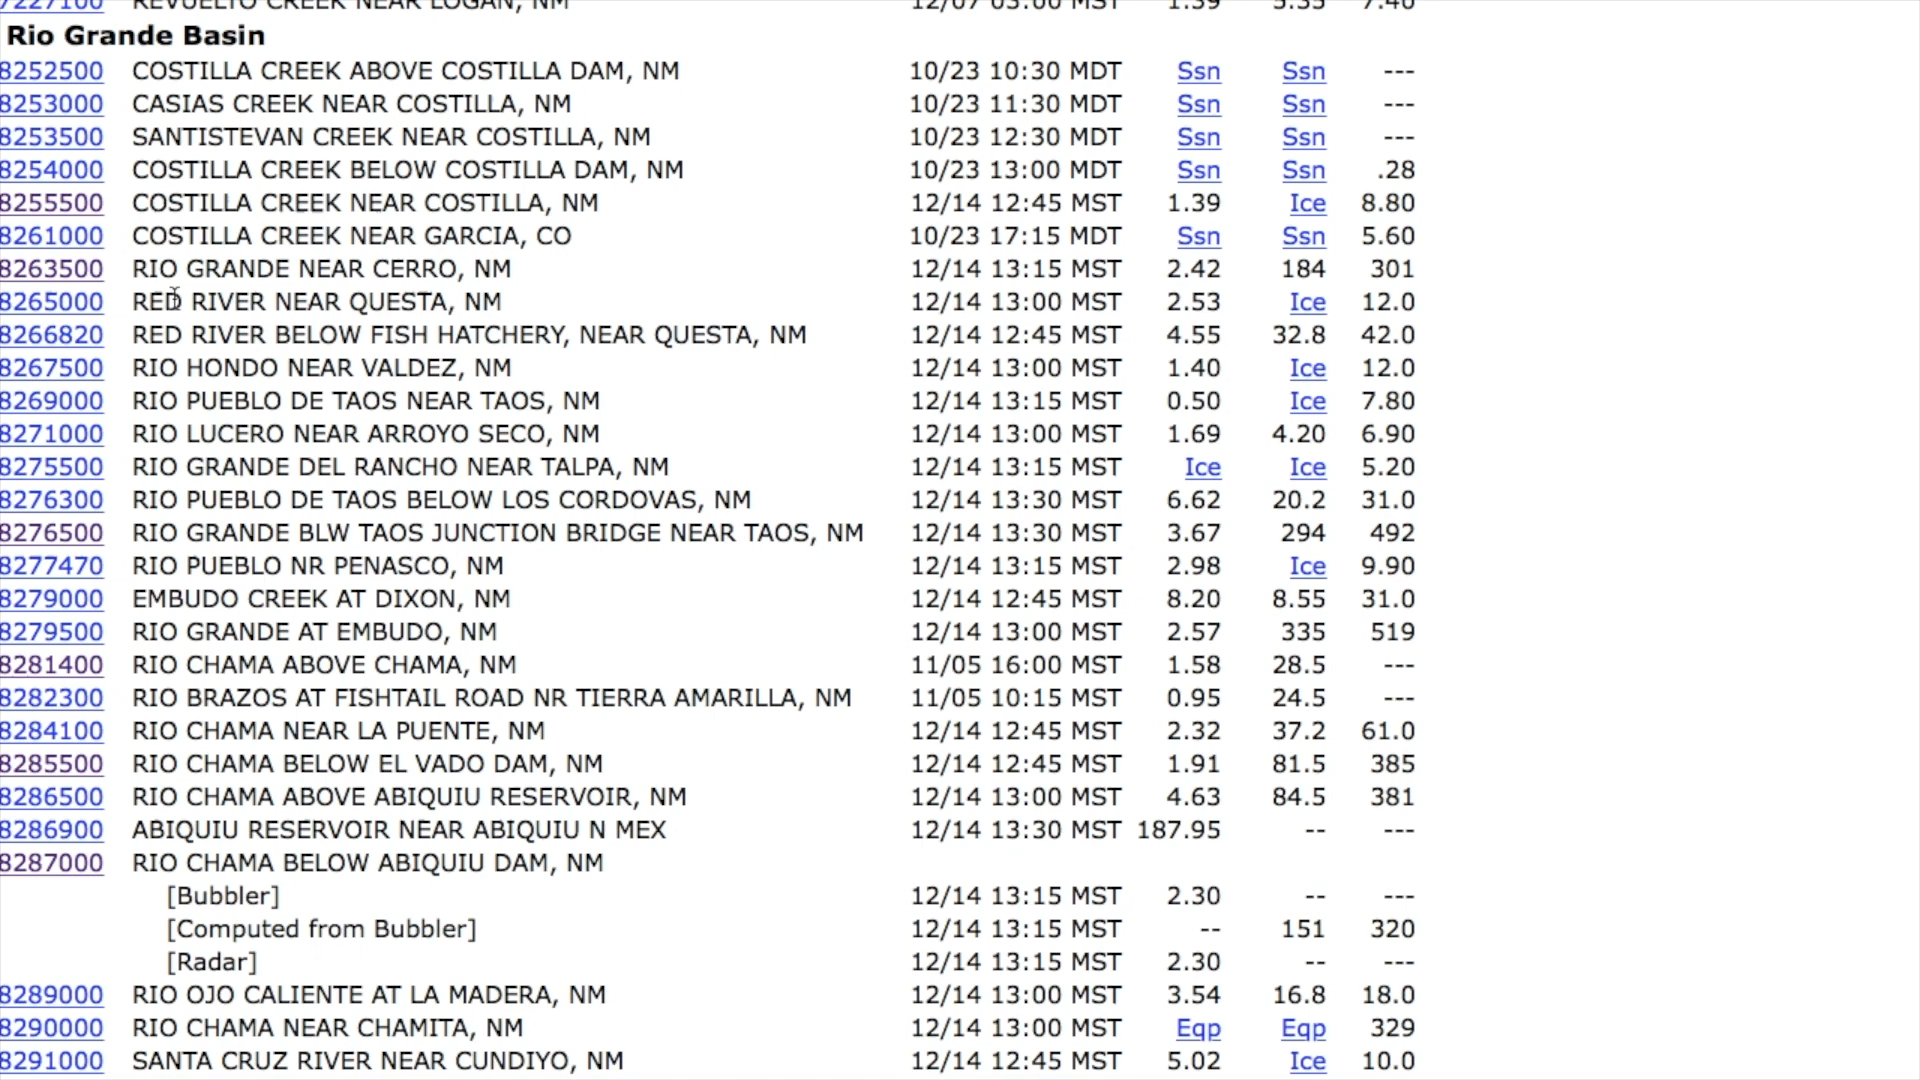 7227100 REVUELTO CREEK NEAR LOGAN, NM 12/07 03:00 MST 1.39 5.35 7.40
Rio Grande Basin
8252500 COSTILLA CREEK ABOVE COSTILLA DAM, NM 10/23 10:30 MDT Ssn Ssn ---
8253000 CASIAS CREEK NEAR COSTILLA, NM 10/23 11:30 MDT Ssn Ssn ---
8253500 SANTISTEVAN CREEK NEAR COSTILLA, NM 10/23 12:30 MDT Ssn Ssn ---
8254000 COSTILLA CREEK BELOW COSTILLA DAM, NM 10/23 13:00 MDT Ssn Ssn .28
8255500 COSTILLA CREEK NEAR COSTILLA, NM 12/14 12:45 MST 1.39 Ice 8.80
8261000 COSTILLA CREEK NEAR GARCIA, CO 10/23 17:15 MDT Ssn Ssn 5.60
8263500 RIO GRANDE NEAR CERRO, NM 12/14 13:15 MST 2.42 184 301
8265000 RED RIVER NEAR QUESTA, NM 12/14 13:00 MST 2.53 Ice 12.0
8266820 RED RIVER BELOW FISH HATCHERY, NEAR QUESTA, NM 12/14 12:45 MST 4.55 32.8 42.0
8267500 RIO HONDO NEAR VALDEZ, NM 12/14 13:00 MST 1.40 Ice 12.0
8269000 RIO PUEBLO DE TAOS NEAR TAOS, NM 12/14 13:15 MST 0.50 Ice 7.80
8271000 RIO LUCERO NEAR ARROYO SECO, NM 12/14 13:00 MST 1.69 4.20 6.90
8275500 RIO GRANDE DEL RANCHO NEAR TALPA, NM 12/14 13:15 MST Ice Ice 5.20
8276300 RIO PUEBLO DE TAOS BELOW LOS CORDOVAS, NM 12/14 13:30 MST 6.62 20.2 31.0
8276500 RIO GRANDE BLW TAOS JUNCTION BRIDGE NEAR TAOS, NM 12/14 13:30 MST 3.67 294 492
8277470 RIO PUEBLO NR PENASCO, NM 12/14 13:15 MST 2.98 Ice 9.90
8279000 EMBUDO CREEK AT DIXON, NM 12/14 12:45 MST 8.20 8.55 31.0
8279500 RIO GRANDE AT EMBUDO, NM 12/14 13:00 MST 2.57 335 519
8281400 RIO CHAMA ABOVE CHAMA, NM 11/05 16:00 MST 1.58 28.5 ---
8282300 RIO BRAZOS AT FISHTAIL ROAD NR TIERRA AMARILLA, NM 11/05 10:15 MST 0.95 24.5 ---
8284100 RIO CHAMA NEAR LA PUENTE, NM 12/14 12:45 MST 2.32 37.2 61.0
8285500 RIO CHAMA BELOW EL VADO DAM, NM 12/14 12:45 MST 1.91 81.5 385
8286500 RIO CHAMA ABOVE ABIQUIU RESERVOIR, NM 12/14 13:00 MST 4.63 84.5 381
8286900 ABIQUIU RESERVOIR NEAR ABIQUIU N MEX 12/14 13:30 MST 187.95 -- ---
8287000 RIO CHAMA BELOW ABIQUIU DAM, NM
[Bubbler] 12/14 13:15 MST 2.30 -- ---
[Computed from Bubbler] 12/14 13:15 MST -- 151 320
[Radar] 12/14 13:15 MST 2.30 -- ---
8289000 RIO OJO CALIENTE AT LA MADERA, NM 12/14 13:00 MST 3.54 16.8 18.0
8290000 RIO CHAMA NEAR CHAMITA, NM 12/14 13:00 MST Eqp Eqp 329
8291000 SANTA CRUZ RIVER NEAR CUNDIYO, NM 12/14 12:45 MST 5.02 Ice 10.0